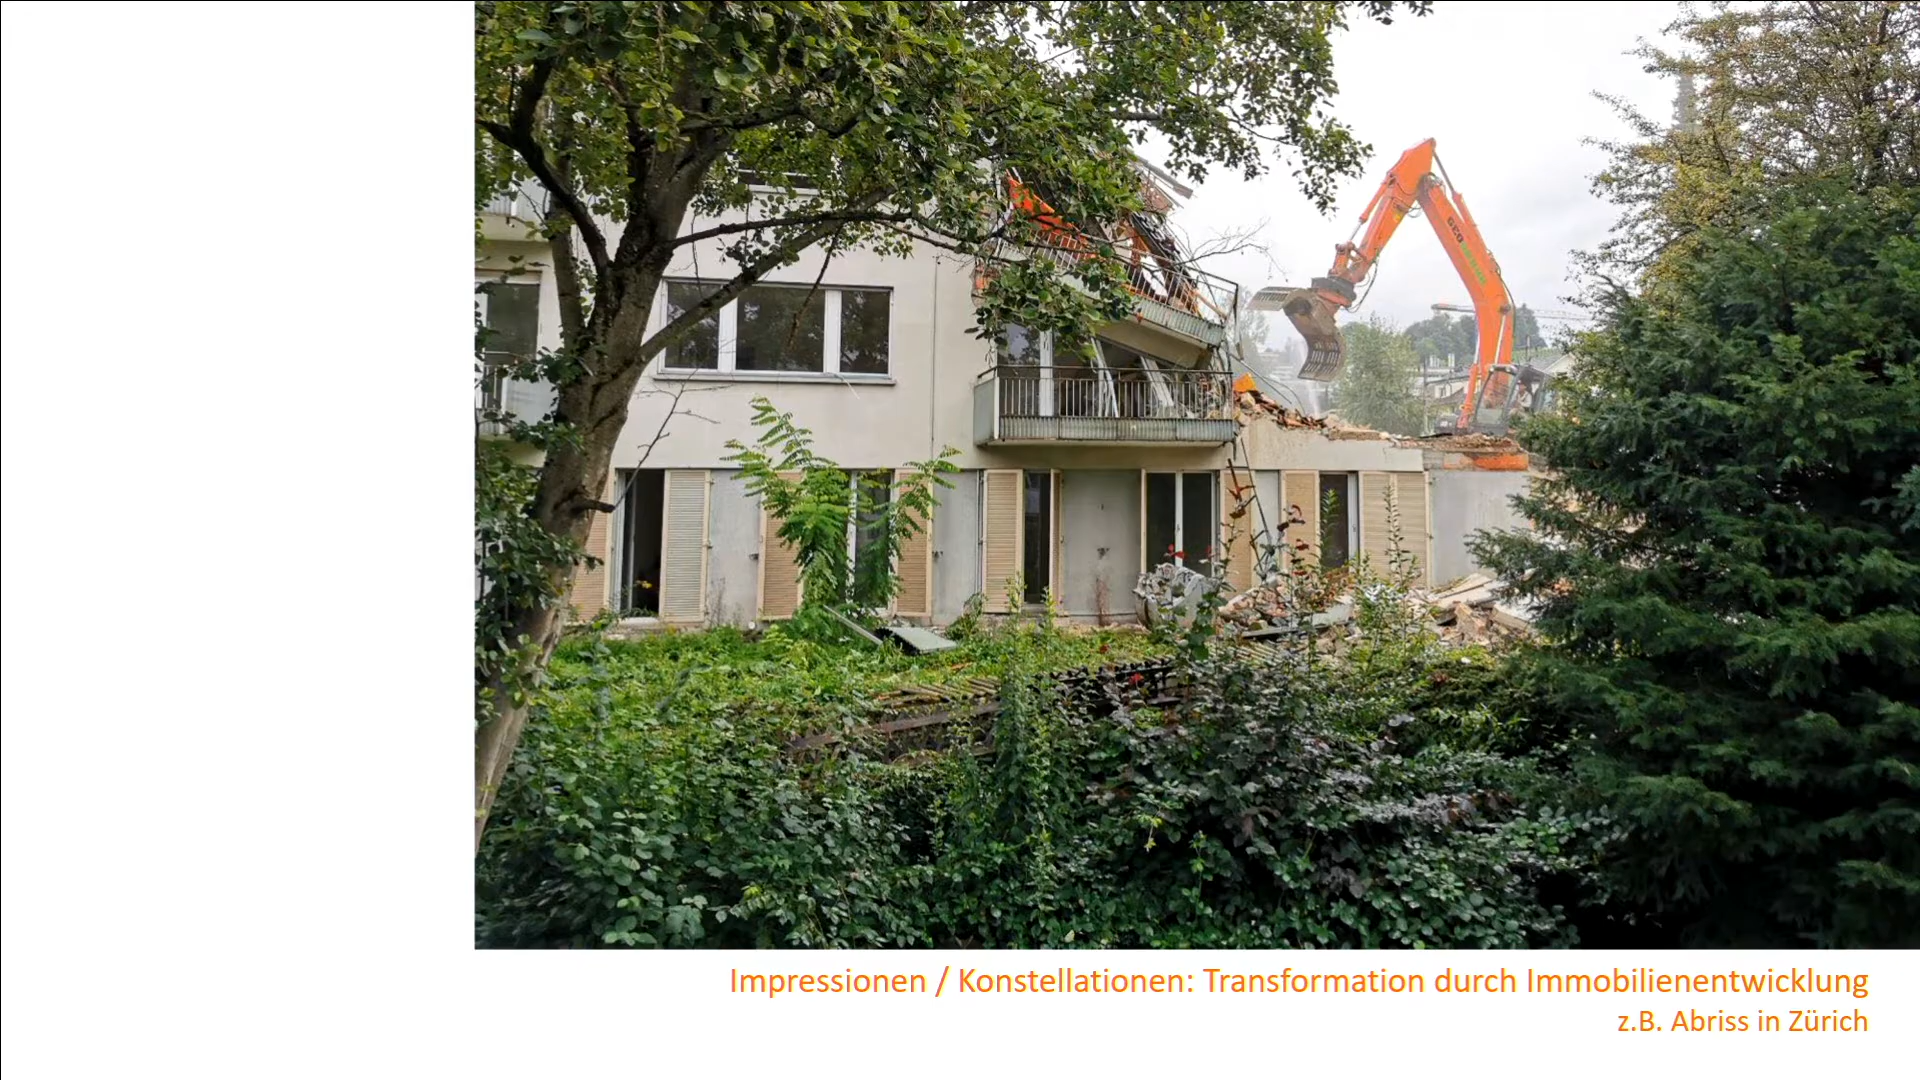 Impressionen / Konstellationen: Transformation durch Immobilienentwicklung
z.B. Abriss in Zürich